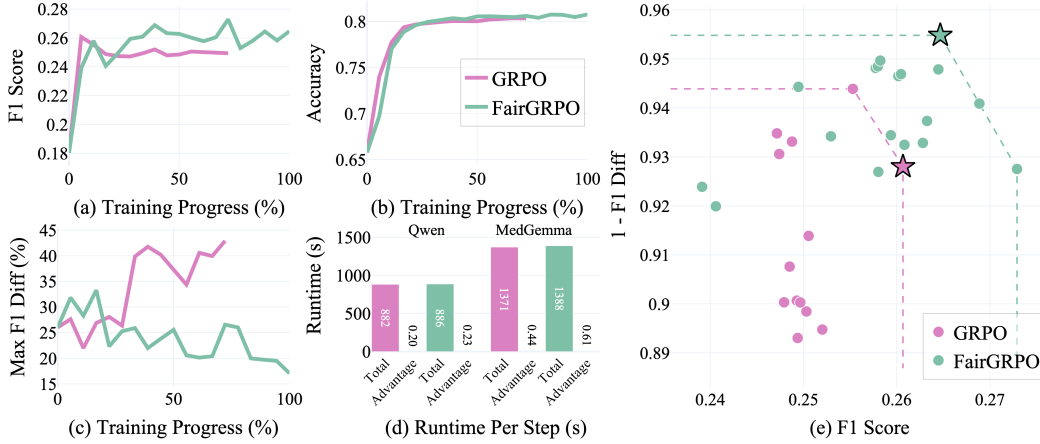 0.28
0.26
0.24
0.22
0.2
0.18
F1 Score
0
50
100
(a) Training Progress (%)
0.8
0.75
0.7
0.65
Accuracy
GRPO
FairGRPO
0
50
100
(b) Training Progress (%)
45
40
35
30
25
20
15
Max F1 Diff (%)
0
50
100
(c) Training Progress (%)
Qwen
MedGemma
1500
1000
500
0
Runtime (s)
882
0.20
886
0.23
1371
0.44
1388
0.61
Total
Advantage
Total
Advantage
Total
Advantage
Total
Advantage
(d) Runtime Per Step (s)
0.96
0.95
0.94
0.93
0.92
0.91
0.9
0.89
1 - F1 Diff
GRPO
FairGRPO
0.24
0.25
0.26
0.27
(e) F1 Score